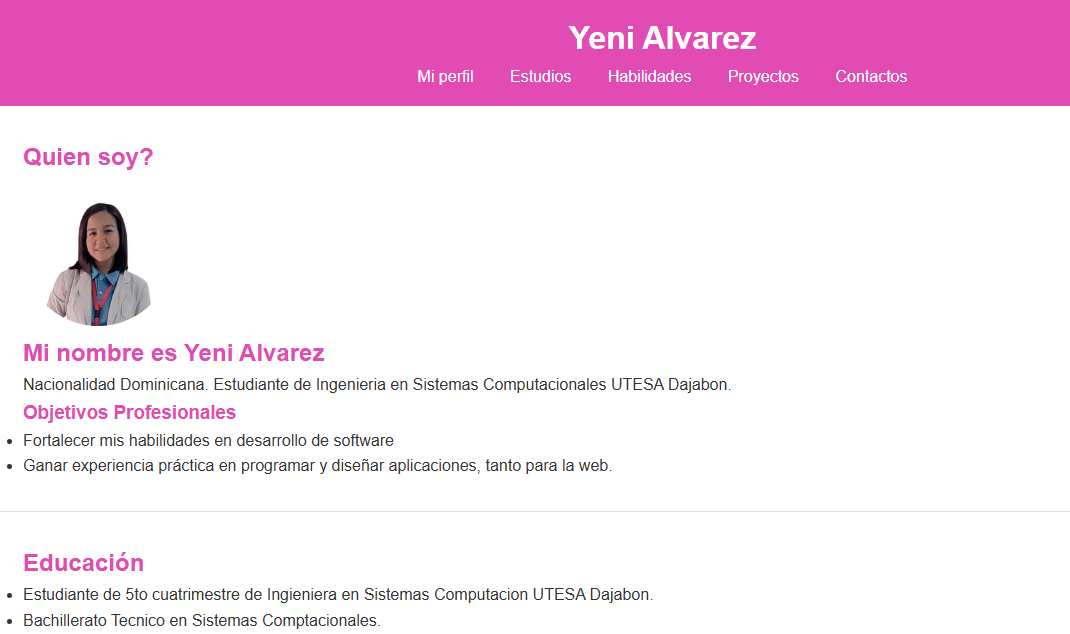 Yeni Alvarez
Mi perfil Estudios Habilidades Proyectos Contactos
Quien soy?
Mi nombre es Yeni Alvarez
Nacionalidad Dominicana. Estudiante de Ingenieria en Sistemas Computacionales UTESA Dajabon.
Objetivos Profesionales
Fortalecer mis habilidades en desarrollo de software
Ganar experiencia práctica en programar y diseñar aplicaciones, tanto para la web.
Educación
Estudiante de 5to cuatrimestre de Ingieniera en Sistemas Computacion UTESA Dajabon.
Bachillerato Tecnico en Sistemas Comptacionales.